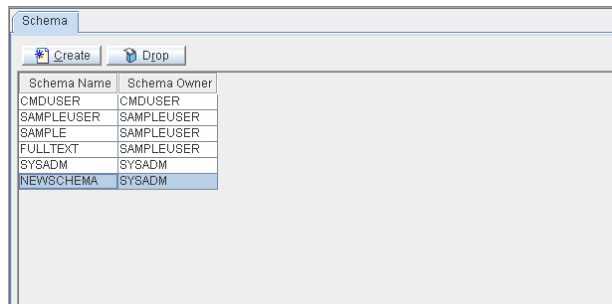 Schema
Create Drop
Schema Name Schema Owner
CMDUSER CMDUSER
SAMPLEUSER SAMPLEUSER
SAMPLE SAMPLEUSER
FULLTEXT SAMPLEUSER
SYSADM SYSADM
NEWSCHEMA SYSADM